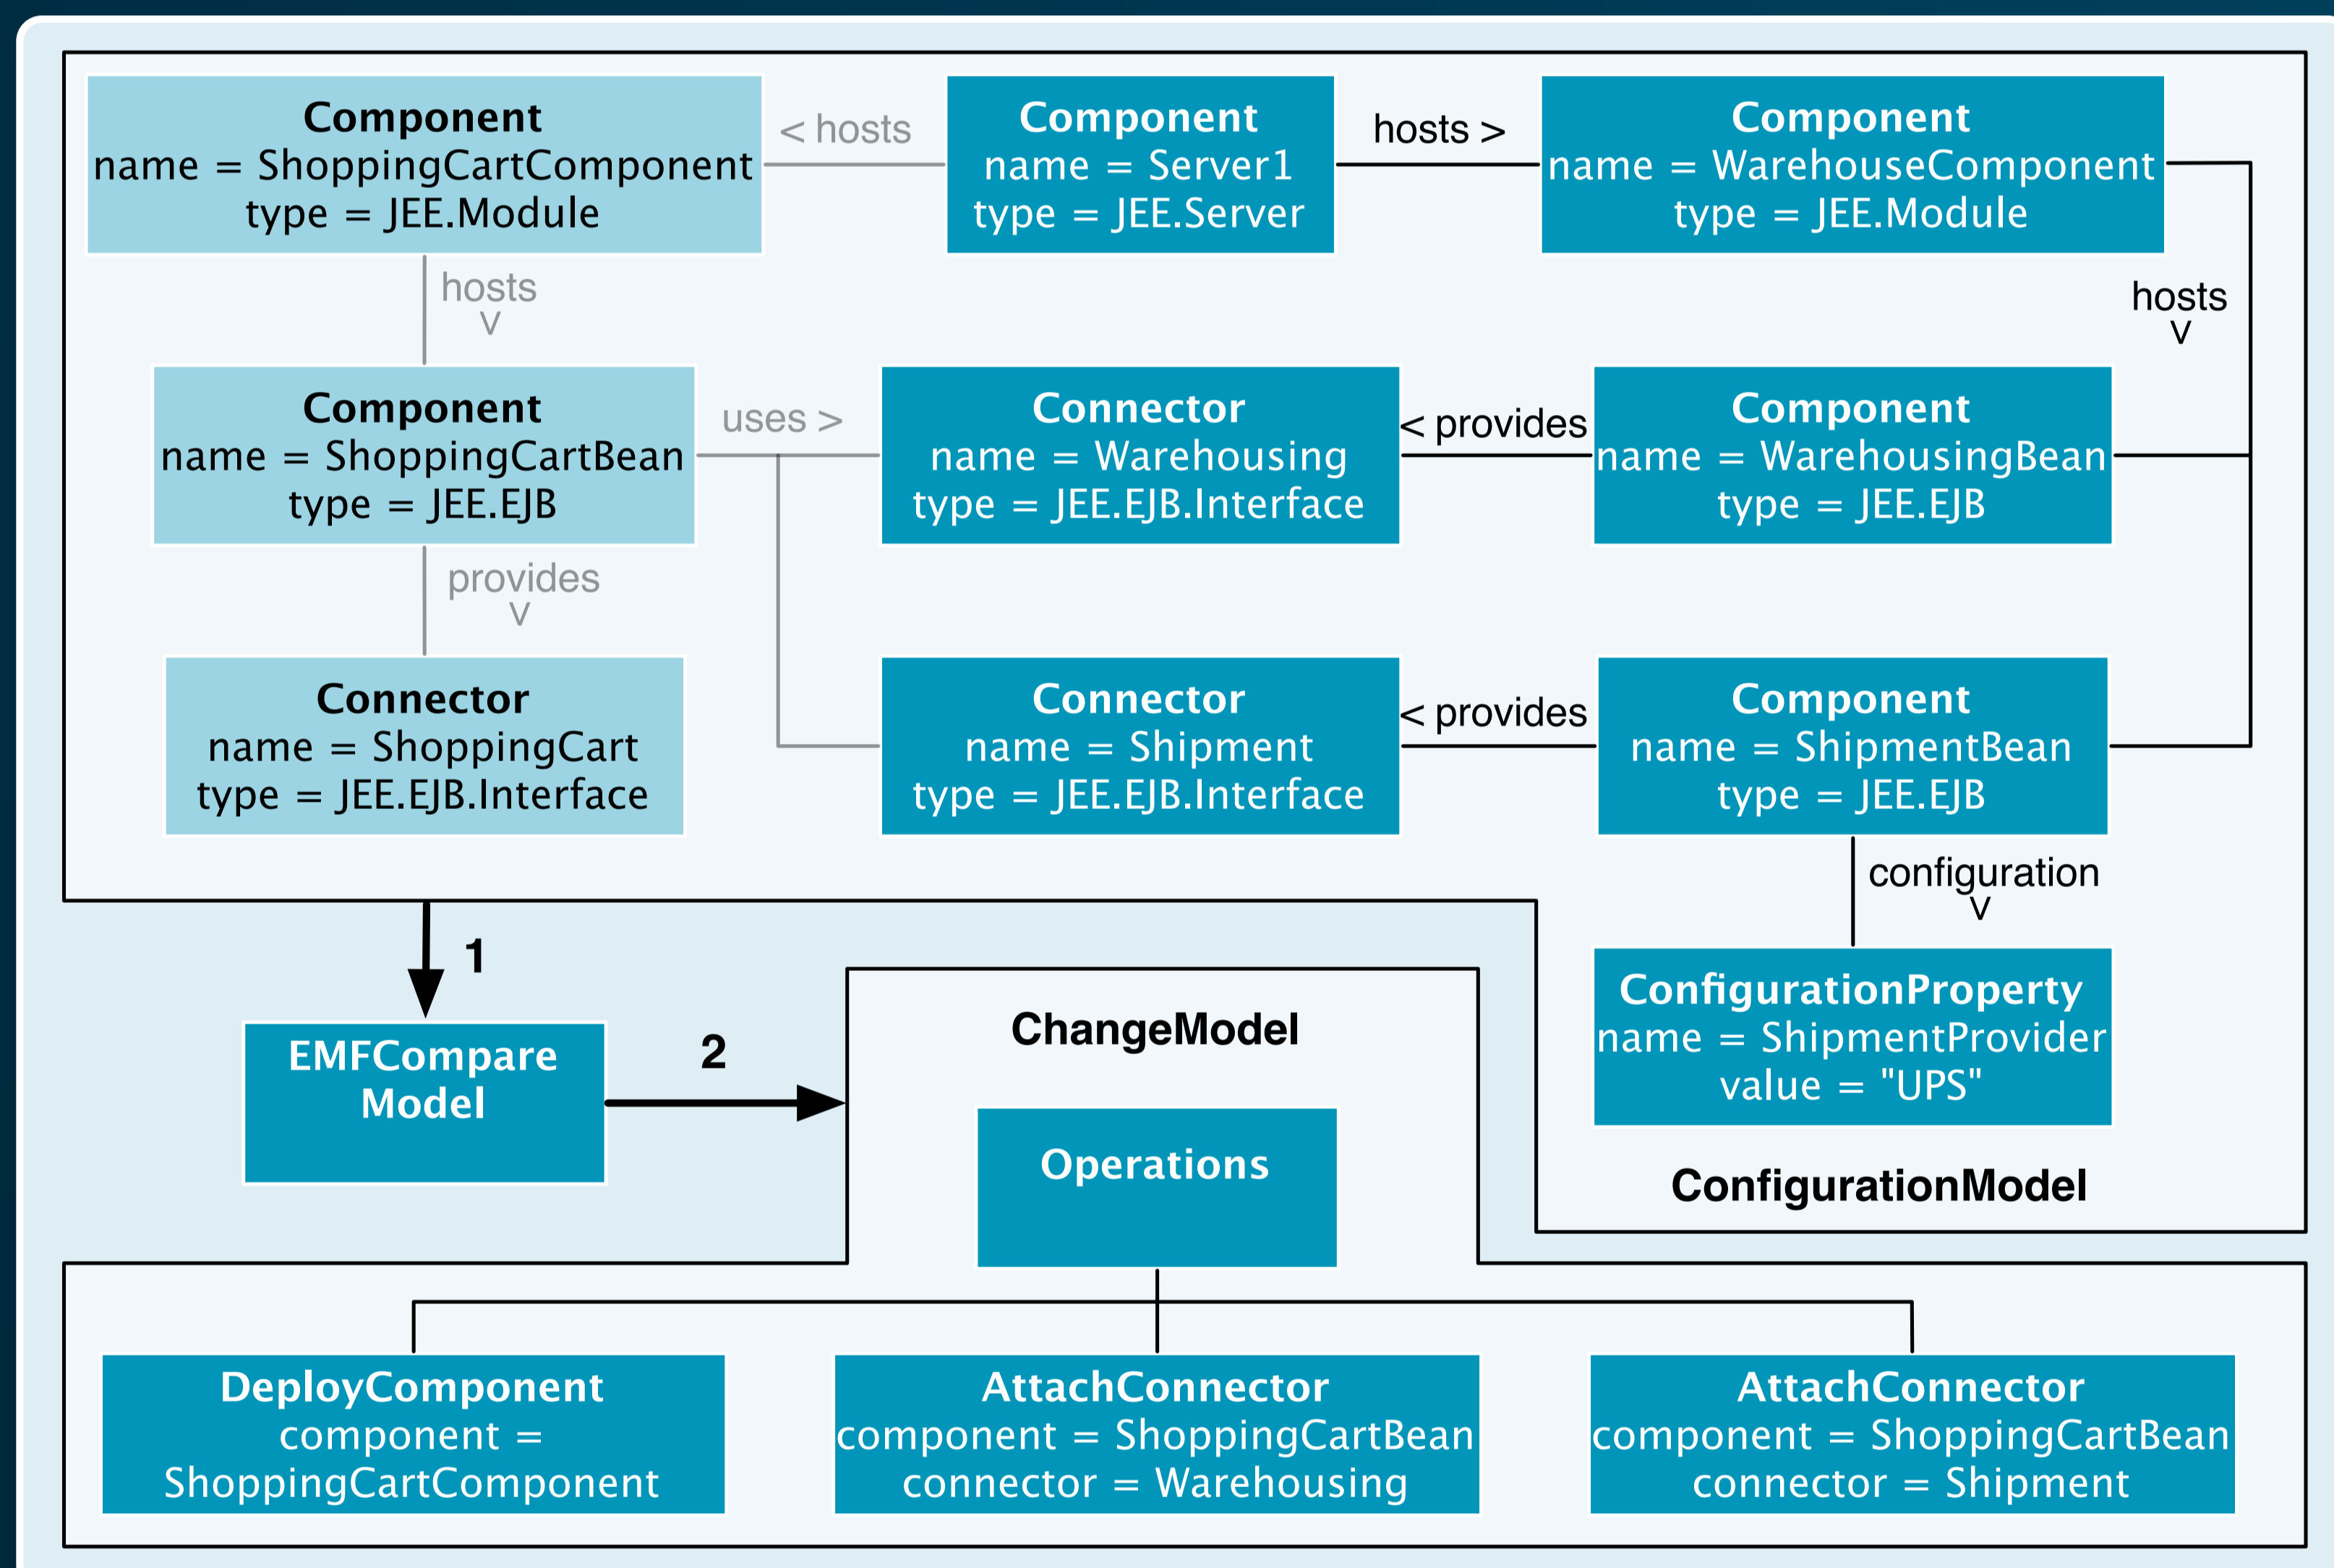 Component
name = ShoppingCartComponent
type = JEE.Module
< hosts
Component
name = Server1
type = JEE.Server
hosts >
Component
name = WarehouseComponent
type = JEE.Module
hosts
>
hosts
>
Component
name = ShoppingCartBean
type = JEE.EJB
uses >
Connector
name = Warehousing
type = JEE.EJB.Interface
< provides
Component
name = WarehousingBean
type = JEE.EJB
provides
>
Connector
name = ShoppingCart
type = JEE.EJB.Interface
Connector
name = Shipment
type = JEE.EJB.Interface
< provides
Component
name = ShipmentBean
type = JEE.EJB
configuration
>
ConfigurationProperty
name = ShipmentProvider
value = "UPS"
ConfigurationModel
1
EMFCompare
Model
2
ChangeModel
Operations
DeployComponent
component =
ShoppingCartComponent
AttachConnector
component = ShoppingCartBean
connector = Warehousing
AttachConnector
component = ShoppingCartBean
connector = Shipment